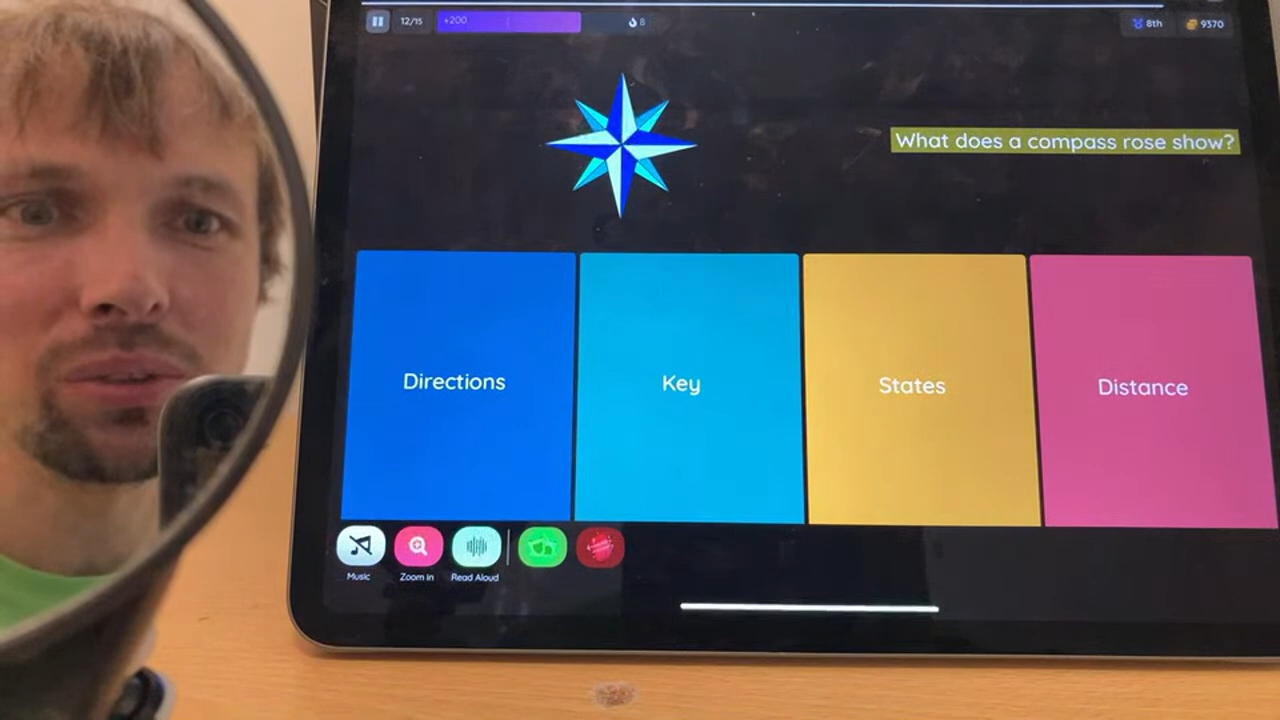 12/15
+200
8
8th
9370
What does a compass rose show?
Directions
Key
States
Distance
Music
Zoom in
Read Aloud